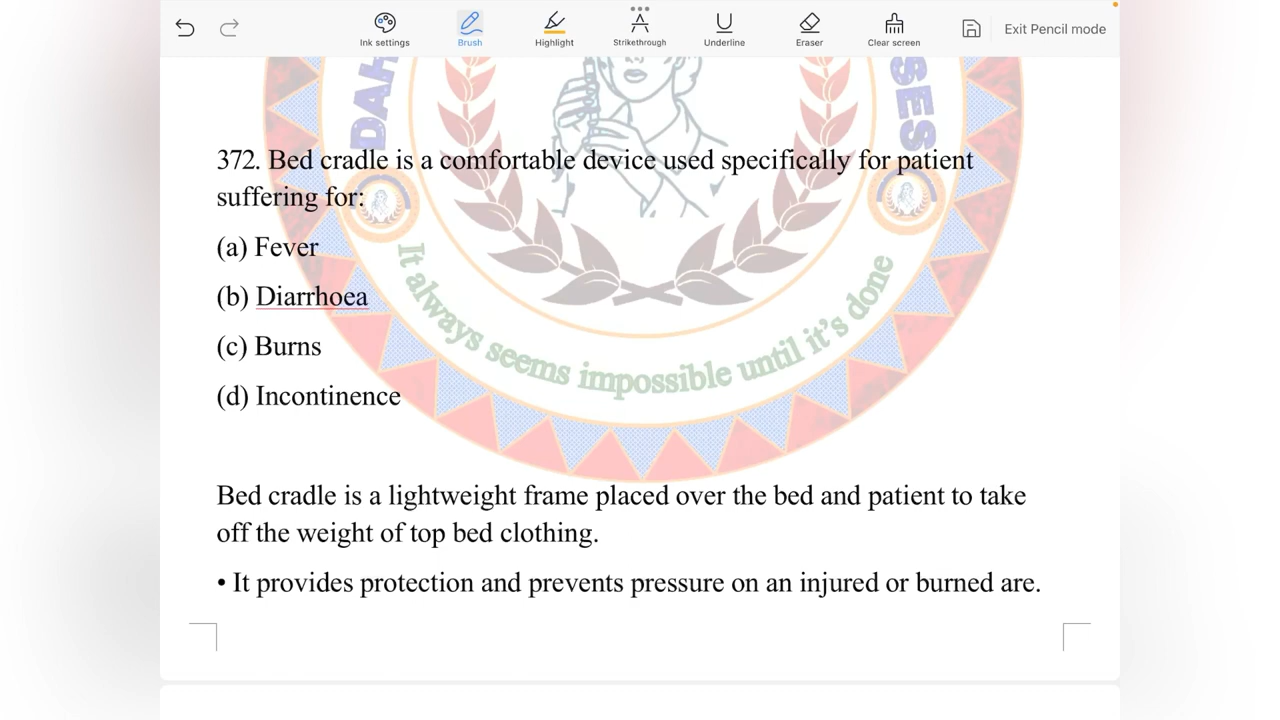 Ink settings
Brush
Highlight
Strikethrough
Underline
Eraser
Clear screen
Exit Pencil mode
DAH
SES
372. Bed cradle is a comfortable device used specifically for patient
suffering for:
(a) Fever
(b) Diarrhoea
(c) Burns
(d) Incontinence
It always seems impossible until it's done
Bed cradle is a lightweight frame placed over the bed and patient to take
off the weight of top bed clothing.
• It provides protection and prevents pressure on an injured or burned are.